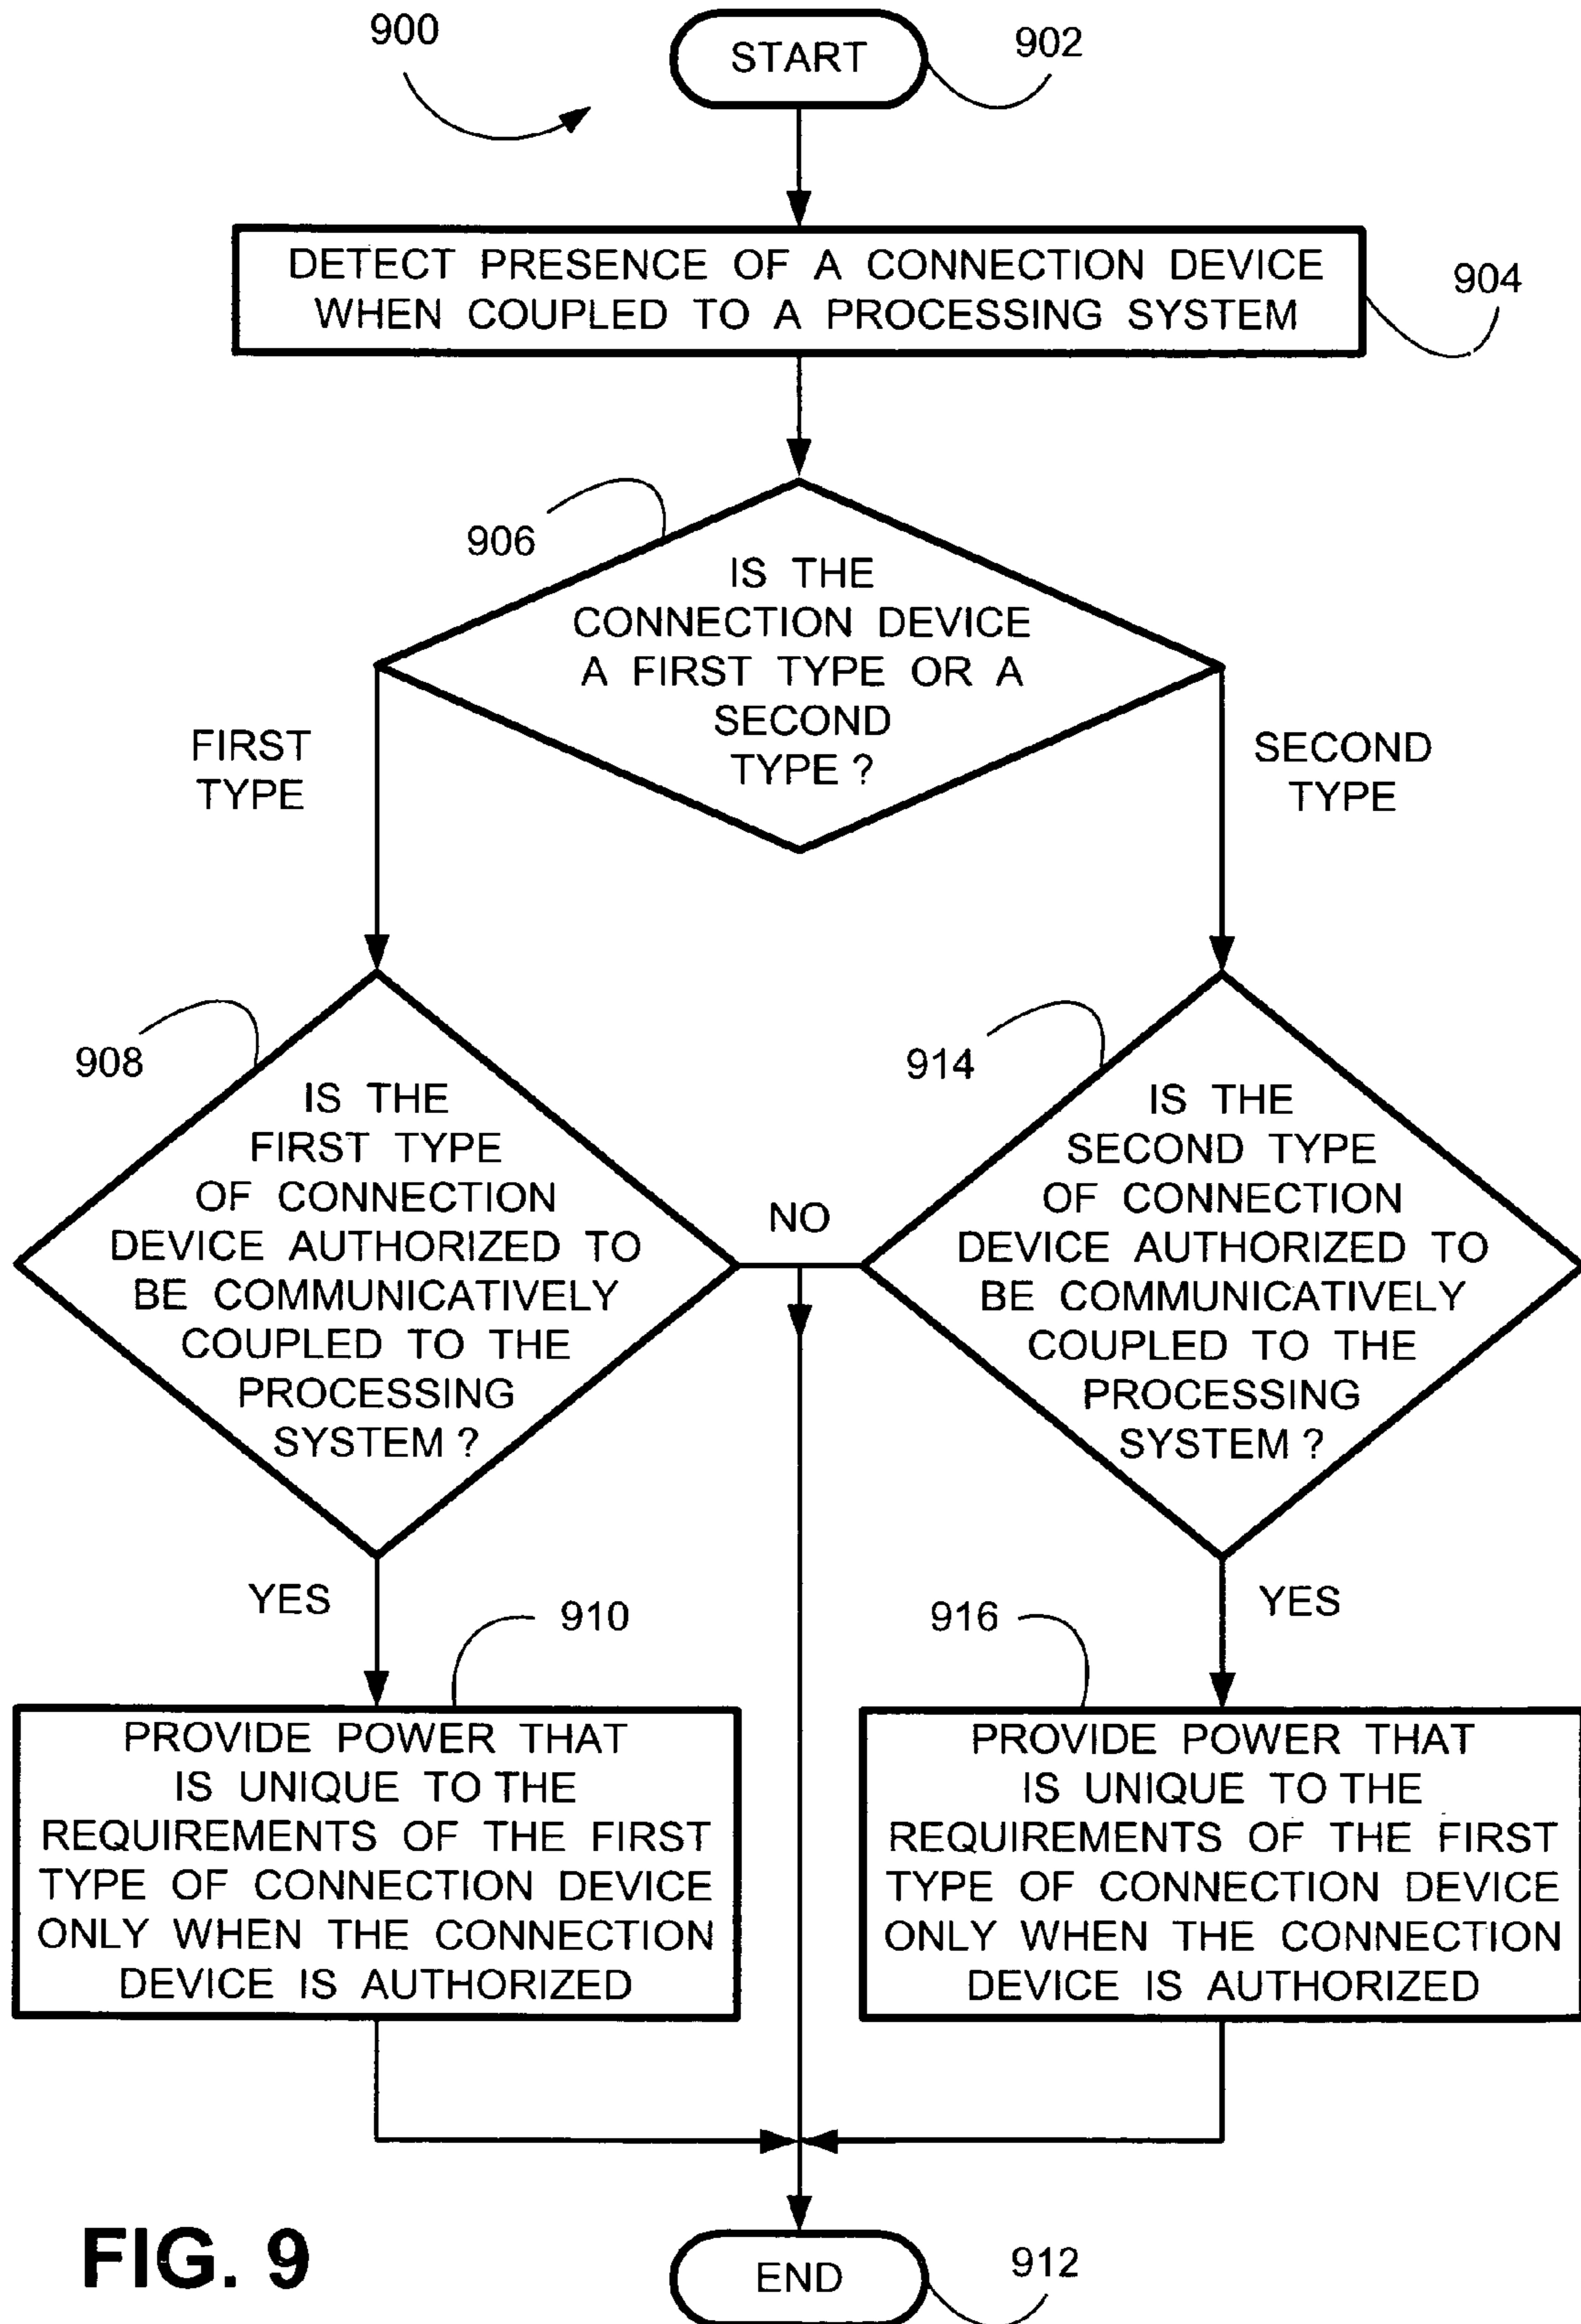 900
START
902
DETECT PRESENCE OF A CONNECTION DEVICE
WHEN COUPLED TO A PROCESSING SYSTEM
904
906
IS THE
CONNECTION DEVICE
A FIRST TYPE OR A
SECOND
TYPE ?
FIRST
TYPE
SECOND
TYPE
908
IS THE
FIRST TYPE
OF CONNECTION
DEVICE AUTHORIZED TO
BE COMMUNICATIVELY
COUPLED TO THE
PROCESSING
SYSTEM ?
NO
914
IS THE
SECOND TYPE
OF CONNECTION
DEVICE AUTHORIZED TO
BE COMMUNICATIVELY
COUPLED TO THE
PROCESSING
SYSTEM ?
YES
910
916
YES
PROVIDE POWER THAT
IS UNIQUE TO THE
REQUIREMENTS OF THE FIRST
TYPE OF CONNECTION DEVICE
ONLY WHEN THE CONNECTION
DEVICE IS AUTHORIZED
PROVIDE POWER THAT
IS UNIQUE TO THE
REQUIREMENTS OF THE FIRST
TYPE OF CONNECTION DEVICE
ONLY WHEN THE CONNECTION
DEVICE IS AUTHORIZED
FIG. 9
END
912